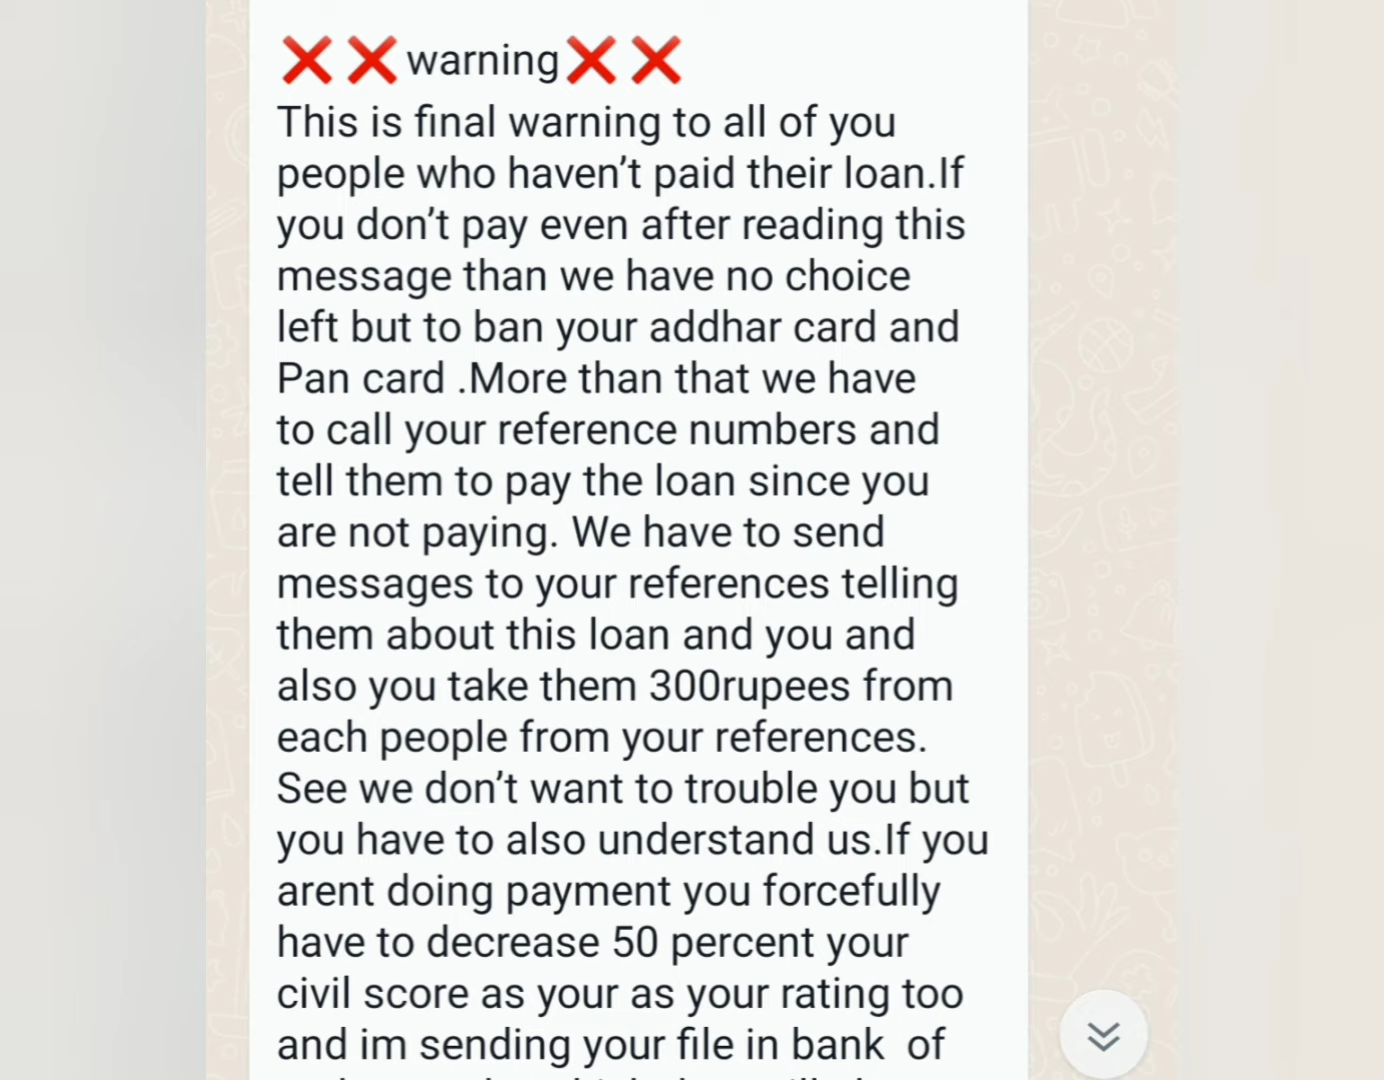 ❌❌warning❌❌
This is final warning to all of you
people who haven’t paid their loan.If
you don’t pay even after reading this
message than we have no choice
left but to ban your addhar card and
Pan card .More than that we have
to call your reference numbers and
tell them to pay the loan since you
are not paying. We have to send
messages to your references telling
them about this loan and you and
also you take them 300rupees from
each people from your references.
See we don’t want to trouble you but
you have to also understand us.If you
arent doing payment you forcefully
have to decrease 50 percent your
civil score as your as your rating too
and im sending your file in bank of